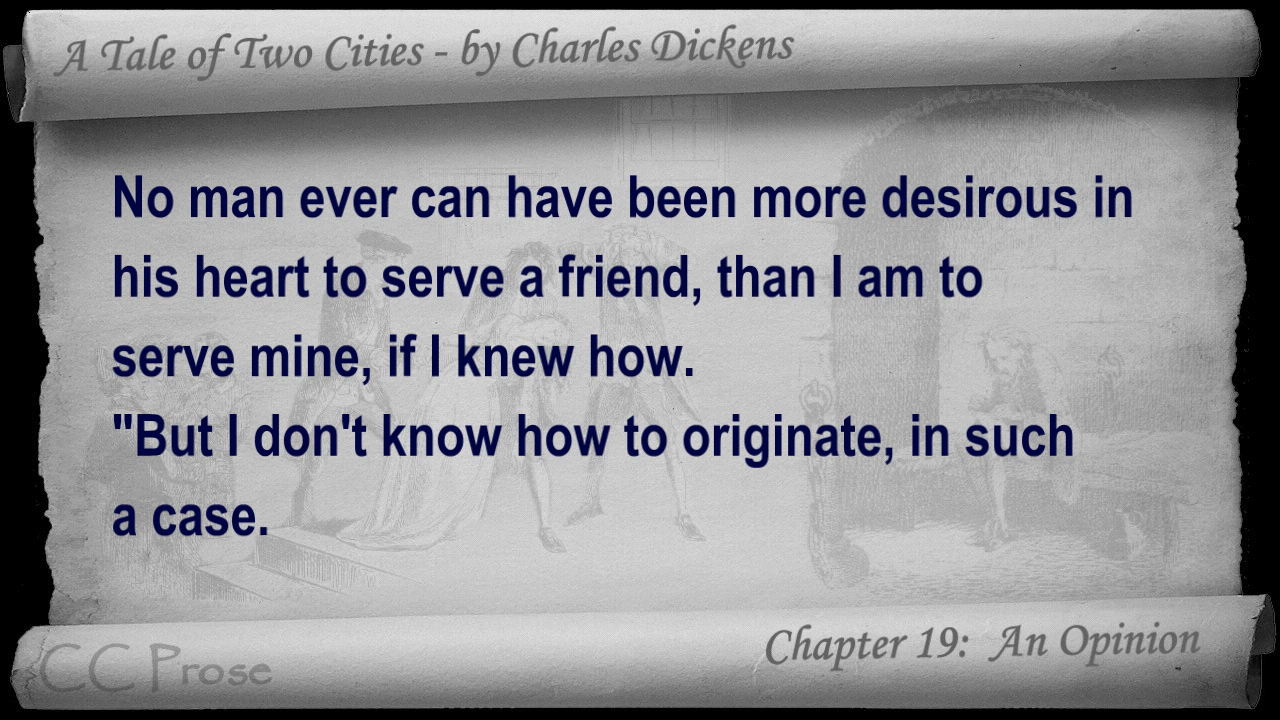 A Tale of Two Cities - by Charles Dickens
No man ever can have been more desirous in
his heart to serve a friend, than I am to
serve mine, if I knew how.
"But I don't know how to originate, in such
a case.
Chapter 19:  An Opinion
CC Prose